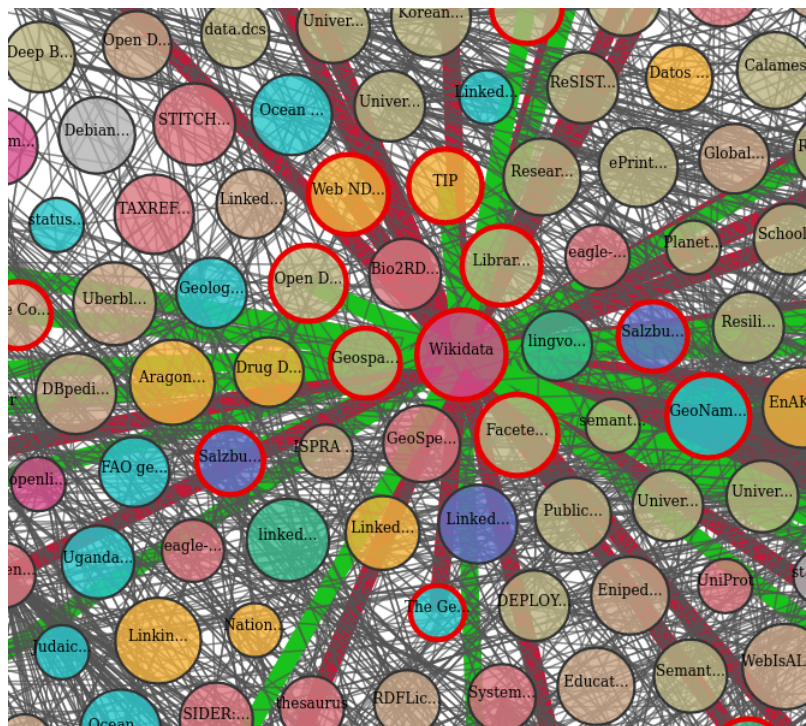 Korean...
Univer...
data.dcs
Open D...
Deep B...
ReSIST...
Datos ...
Calames
Linked...
Univer...
Ocean ...
STITCH...
Debian...
m...
Global...
ePrint...
Resear...
TIP
Web ND...
Linked...
TAXREF...
status...
School
Planet...
eagle-...
Librar...
Bio2RD...
Open D...
Geolog...
Uberbl...
e Co...
Resili...
Salzbu...
lingvo...
Wikidata
Geospa...
Drug D...
Aragon...
DBpedi...
EnAK
GeoNam...
semant...
Facete...
GeoSpe...
ISPRA ...
Salzbu...
FAO ge...
openli...
Univer...
Univer...
Public...
Linked...
Linked...
linked...
eagle-...
Uganda...
en...
UniProt
Eniped...
DEPLOY...
The Ge...
Nation...
Linkin...
Judaic...
WebIsAL
Semant...
Educat...
System...
RDFLic...
thesaurus
SIDER:...
Ocean